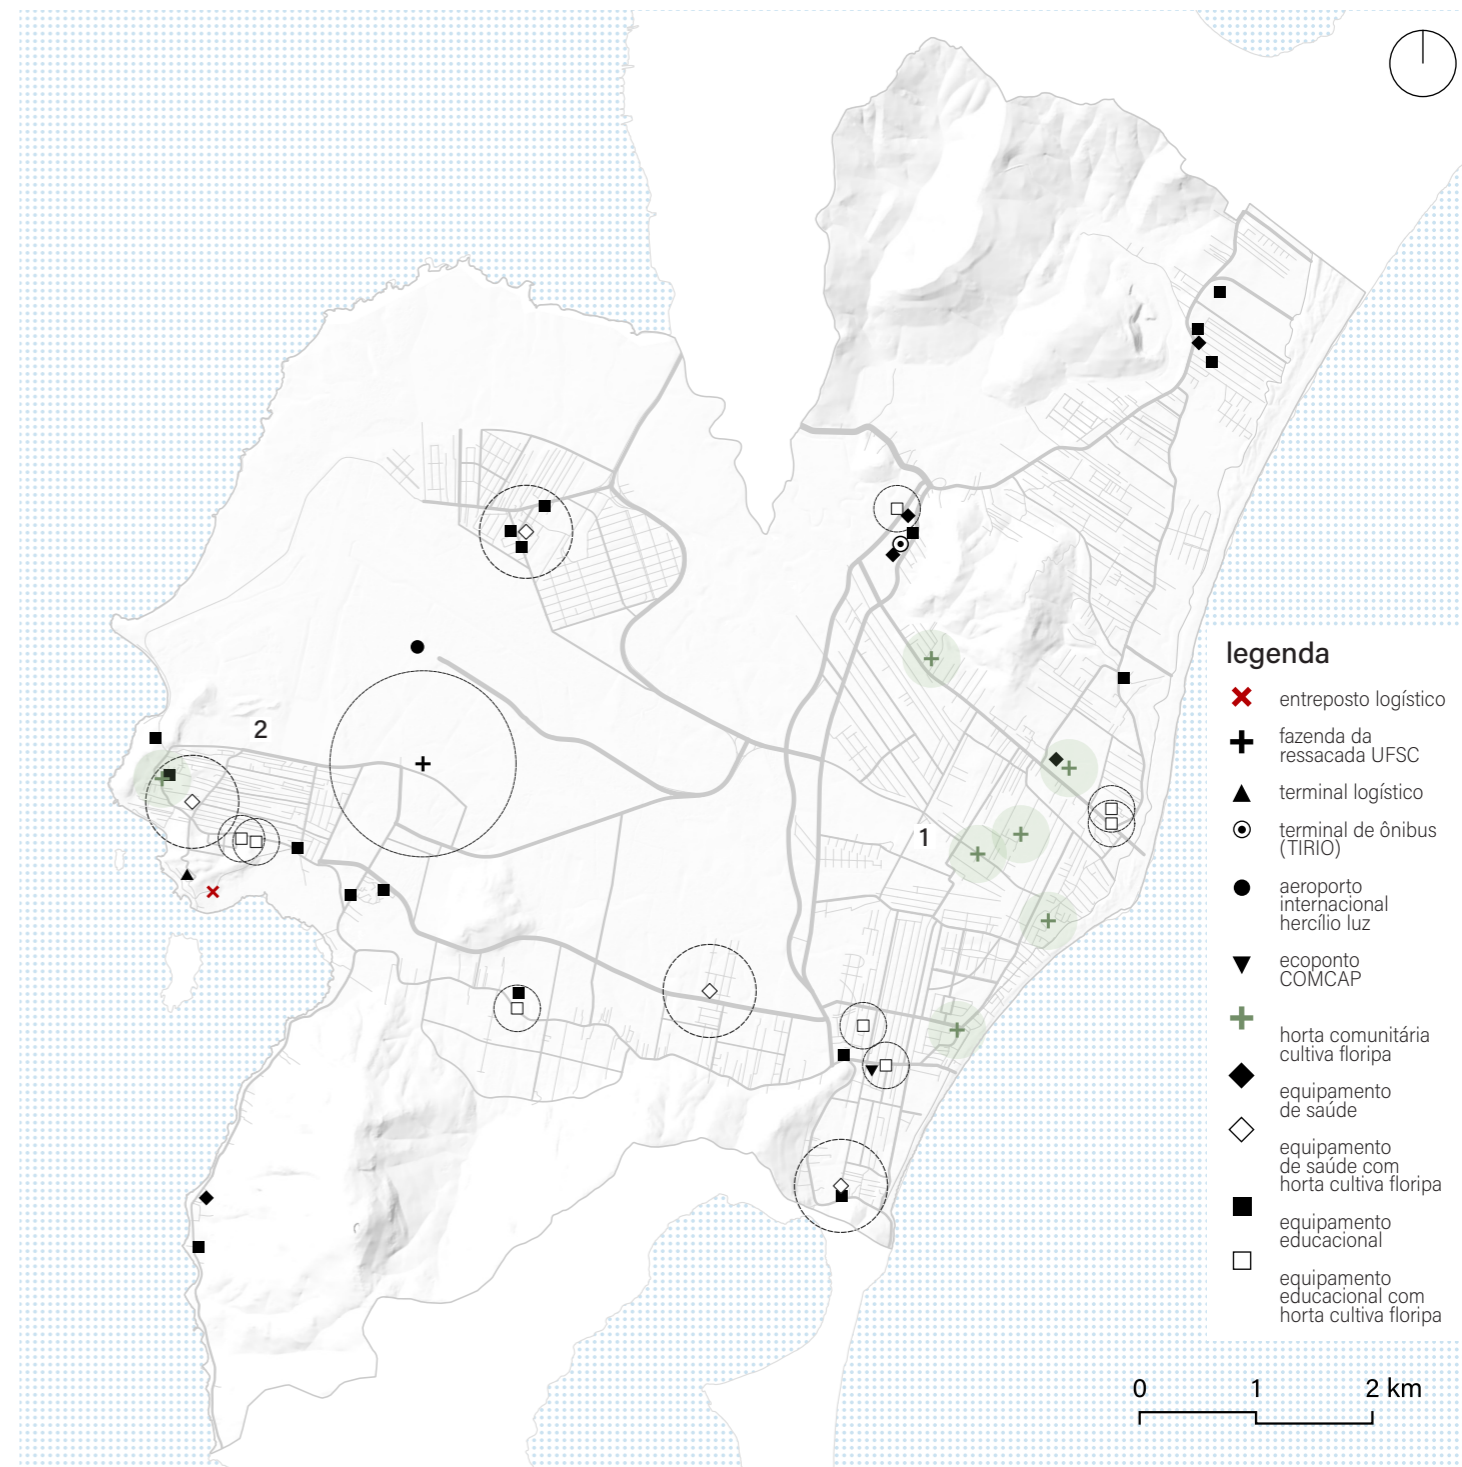 2
1
legenda
entreposto logístico
fazenda da
ressacada UFSC
terminal logístico
terminal de ônibus
(TIRIO)
aeroporto
internacional
hercílio luz
ecoponto
COMCAP
horta comunitária
cultiva floripa
equipamento
de saúde
equipamento
de saúde com
horta cultiva floripa
equipamento
educacional
equipamento
educacional com
horta cultiva floripa
0 1 2 km